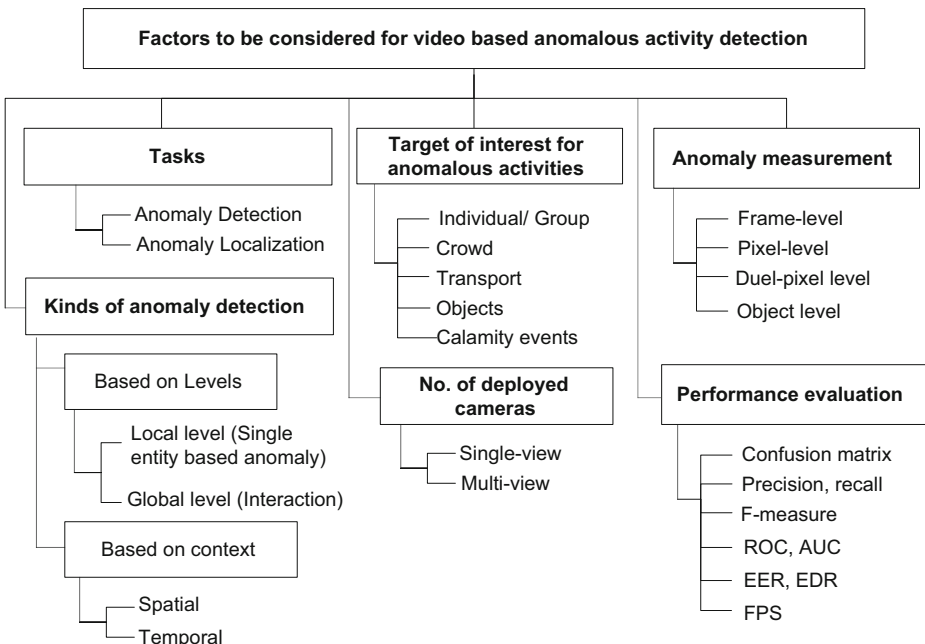 Factors to be considered for video based anomalous activity detection
Tasks
Anomaly Detection
Anomaly Localization
Kinds of anomaly detection
Based on Levels
Local level (Single
entity based anomaly)
Global level (Interaction)
Based on context
Spatial
Temporal
Target of interest for
anomalous activities
Individual/ Group
Crowd
Transport
Objects
Calamity events
No. of deployed
cameras
Single-view
Multi-view
Anomaly measurement
Frame-level
Pixel-level
Duel-pixel level
Object level
Performance evaluation
Confusion matrix
Precision, recall
F-measure
ROC, AUC
EER, EDR
FPS